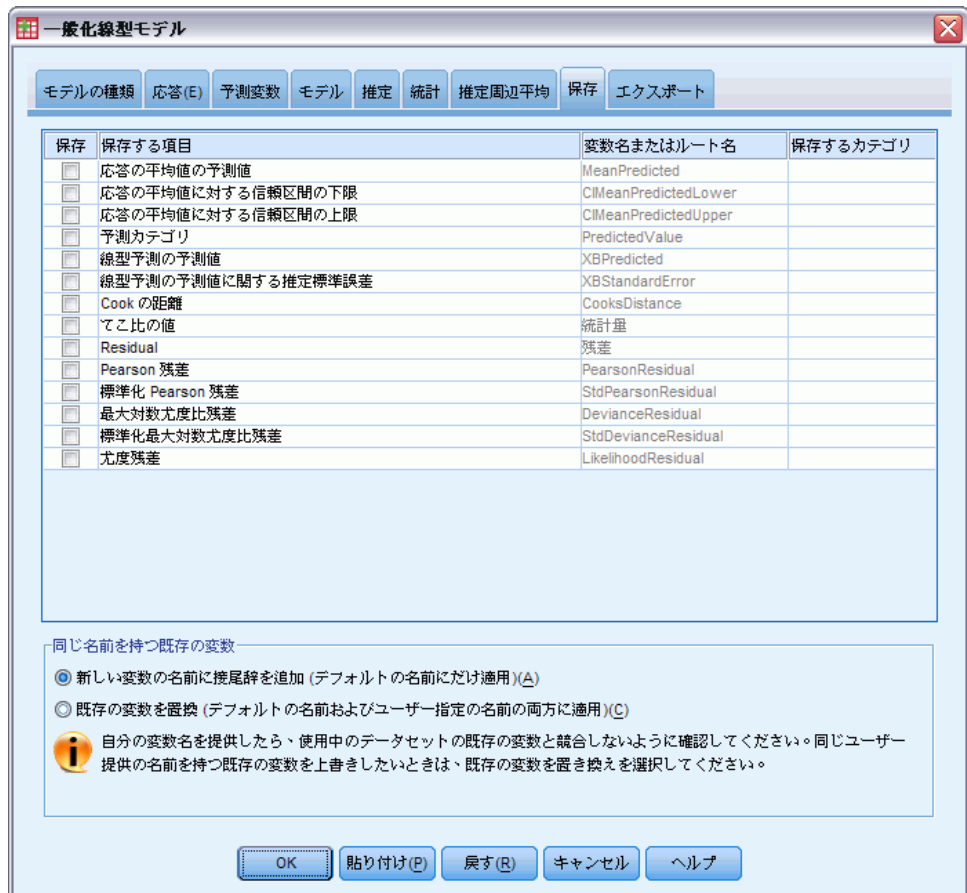 一般化線型モデル
モデルの種類 応答(E) 予測変数 モデル 推定 統計 推定周辺平均 保存 エクスポート
保存 保存する項目 変数名またはルート名 保存するカテゴリ
応答の平均値の予測値 MeanPredicted
応答の平均値に対する信頼区間の下限 CIMeanPredictedLower
応答の平均値に対する信頼区間の上限 CIMeanPredictedUpper
予測カテゴリ PredictedValue
線型予測の予測値 XBPredicted
線型予測の予測値に関する推定標準誤差 XBStandardError
Cook の距離 CooksDistance
てこ比の値 統計量
Residual 残差
Pearson 残差 PearsonResidual
標準化 Pearson 残差 StdPearsonResidual
最大対数尤度比残差 DevianceResidual
標準化最大対数尤度比残差 StdDevianceResidual
尤度残差 LikelihoodResidual
同じ名前を持つ既存の変数
新しい変数の名前に接尾辞を追加 (デフォルトの名前にだけ適用)(A)
既存の変数を置換 (デフォルトの名前およびユーザー指定の名前の両方に適用)(C)
自分の変数名を提供したら、使用中のデータセットの既存の変数と競合しないように確認してください。同じユーザー
提供の名前を持つ既存の変数を上書きしたいときは、既存の変数を置き換えを選択してください。
OK 貼り付け(P) 戻す(R) キャンセル ヘルプ